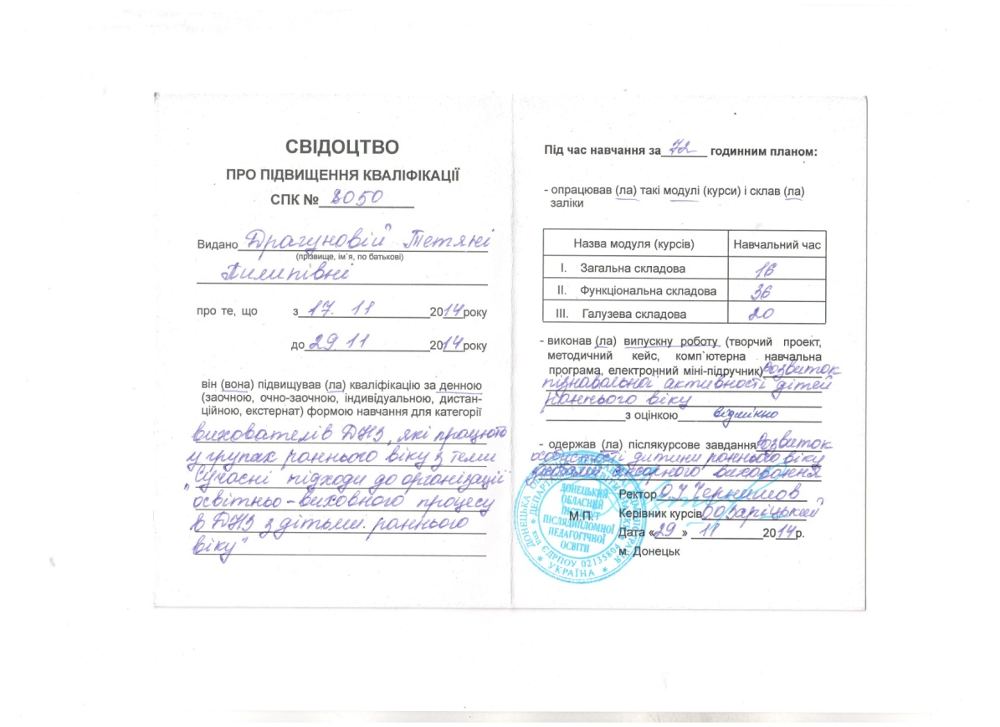 СВІДОЦТВО
ПРО ПІДВИЩЕННЯ КВАЛІФІКАЦІЇ
СПК № 8050
Видано Драгуновій Тетяні
(прізвище, ім`я, по батькові)
Пилипівні
про те, що з 17. 11 2014 року
до 29. 11 2014 року
він (вона) підвищував (ла) кваліфікацію за денною
(заочною, очно-заочною, індивідуальною, дистан-
ційною, екстернат) формою навчання для категорії
вихователів ДНЗ, які працюють
у групах раннього віку з теми
"Сучасні підходи до організації
освітньо-виховного процесу
в ДНЗ з дітьми раннього
віку"
Під час навчання за 72 годинним планом:
- опрацював (ла) такі модулі (курси) і склав (ла)
заліки
Назва модуля (курсів) Навчальний час
I. Загальна складова 16
II. Функціональна складова 36
III. Галузева складова 20
- виконав (ла) випускну роботу (творчий проект,
методичний кейс, комп`ютерна навчальна
програма, електронний міні-підручник) Розвиток
пізнавальної активності дітей
раннього віку
з оцінкою відмінно
- одержав (ла) післякурсове завдання Розвиток
особистості дитини раннього віку
засобами сенсорного виховання
Ректор О.І. Чернишов
М.П. Керівник курсів О.О. Заріцький
Дата «29» 11 2014р.
м. Донецьк
ДОНЕЦЬКИЙ
ОБЛАСНИЙ
ІНСТИТУТ
ПІСЛЯДИПЛОМНОЇ
ПЕДАГОГІЧНОЇ
ОСВІТИ
код ЄДРПОУ 02135804
УКРАЇНА